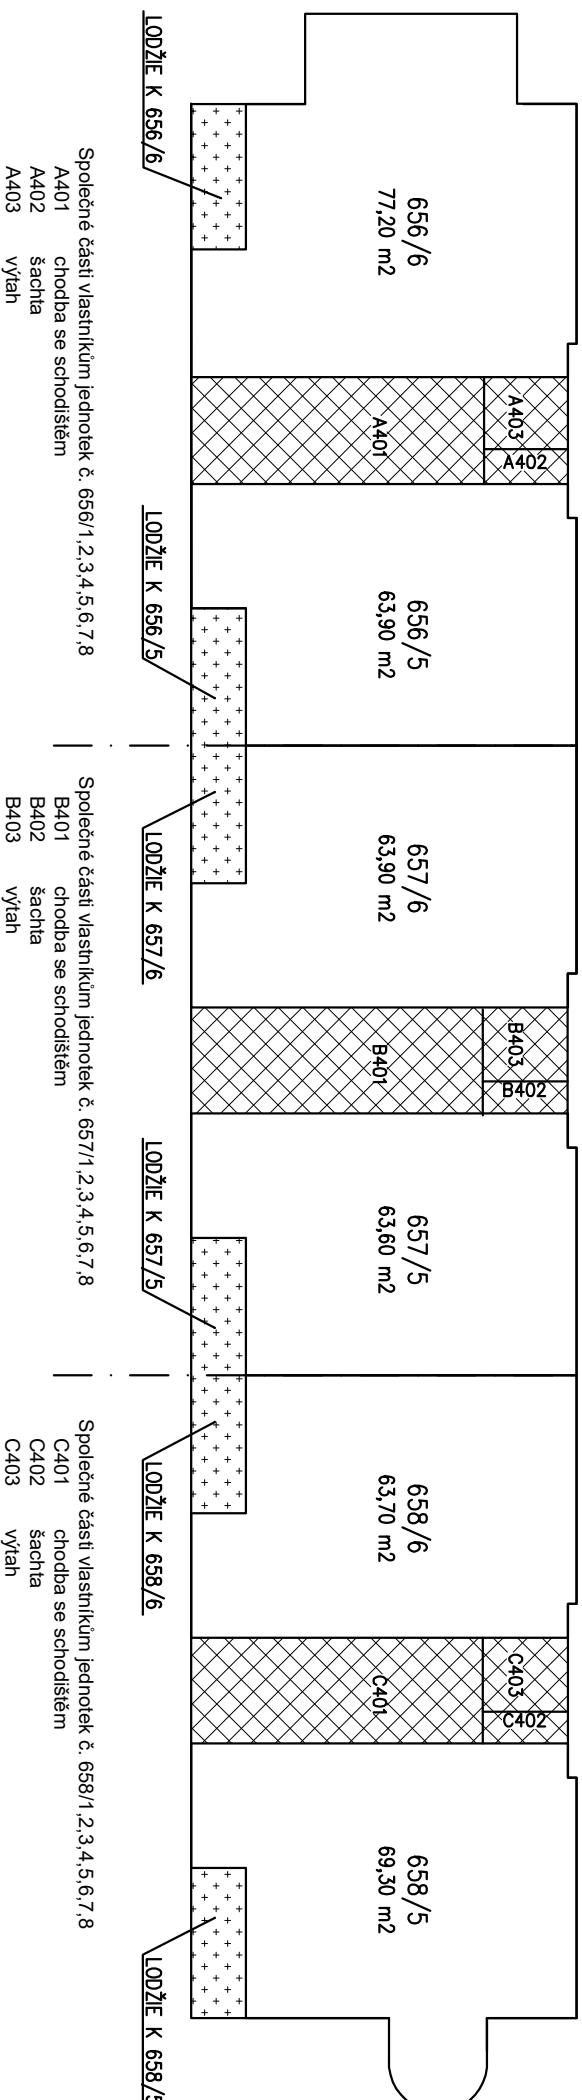 656/6
77,20 m2
A403
A402
A401
656/5
63,90 m2
657/6
63,90 m2
B403
B402
B401
657/5
63,60 m2
658/6
63,70 m2
C403
C402
C401
658/5
69,30 m2
LODŽIE K 656/6
LODŽIE K 656/5
LODŽIE K 657/6
LODŽIE K 657/5
LODŽIE K 658/6
LODŽIE K 658/5
Společné části vlastníkům jednotek č. 656/1,2,3,4,5,6,7,8
A401 chodba se schodištěm
A402 šachta
A403 výtah
Společné části vlastníkům jednotek č. 657/1,2,3,4,5,6,7,8
B401 chodba se schodištěm
B402 šachta
B403 výtah
Společné části vlastníkům jednotek č. 658/1,2,3,4,5,6,7,8
C401 chodba se schodištěm
C402 šachta
C403 výtah